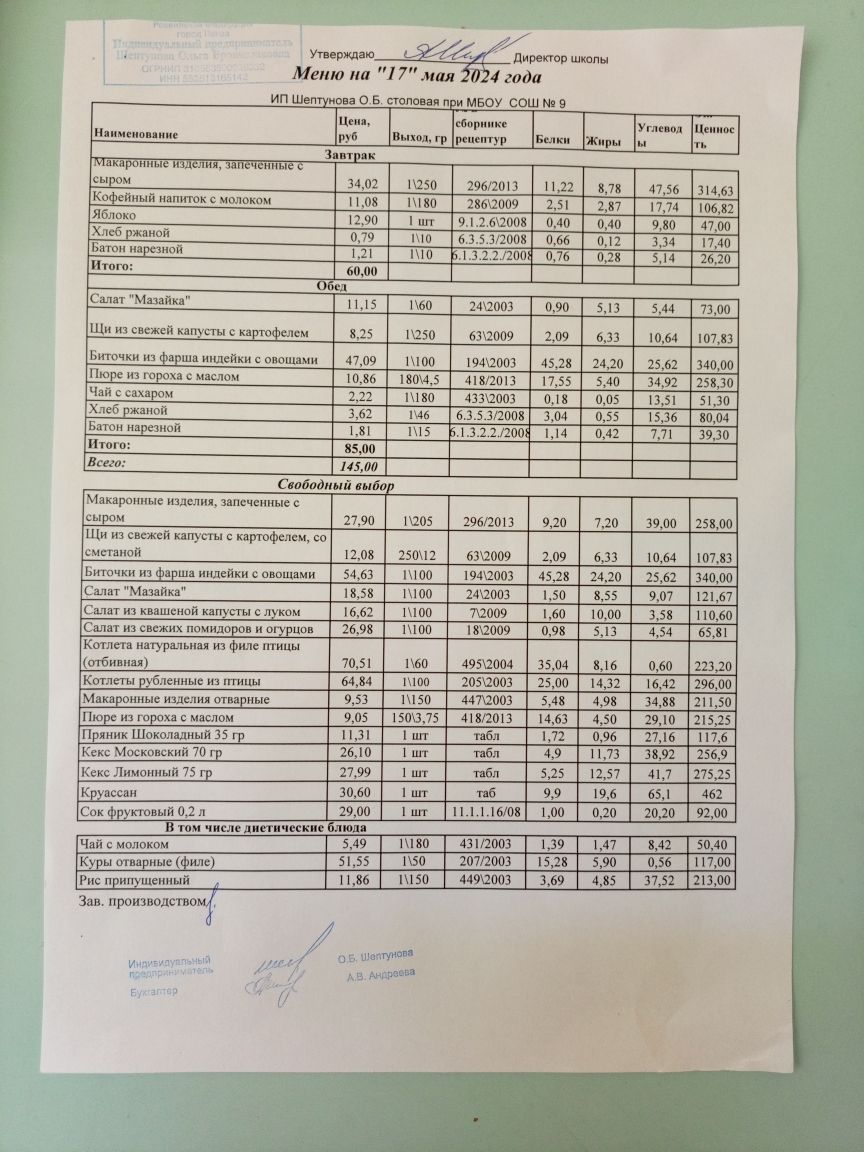 город
Индивидуальный предприниматель
Шептунова Ольга Брониславовна
ОГРНИП
ИНН
Утверждаю Директор школы
Меню на "17" мая 2024 года
ИП Шептунова О.Б. столовая при МБОУ СОШ № 9
Наименование Цена, руб Выход, гр сборнике рецептур Белки Жиры Углевод ы Ценнос ть
Завтрак
Макаронные изделия, запеченные с
сыром 34,02 1\250 296/2013 11,22 8,78 47,56 314,63
Кофейный напиток с молоком 11,08 1\180 286\2009 2,51 2,87 17,74 106,82
Яблоко 12,90 1 шт 9.1.2.6\2008 0,40 0,40 9,80 47,00
Хлеб ржаной 0,79 1\10 6.3.5.3/2008 0,66 0,12 3,34 17,40
Батон нарезной 1,21 1\10 6.1.3.2.2./2008 0,76 0,28 5,14 26,20
Итого: 60,00
Обед
Салат "Мазайка" 11,15 1\60 24\2003 0,90 5,13 5,44 73,00
Щи из свежей капусты с картофелем 8,25 1\250 63\2009 2,09 6,33 10,64 107,83
Биточки из фарша индейки с овощами 47,09 1\100 194\2003 45,28 24,20 25,62 340,00
Пюре из гороха с маслом 10,86 180\4,5 418/2013 17,55 5,40 34,92 258,30
Чай с сахаром 2,22 1\180 433\2003 0,18 0,05 13,51 51,30
Хлеб ржаной 3,62 1\46 6.3.5.3/2008 3,04 0,55 15,36 80,04
Батон нарезной 1,81 1\15 6.1.3.2.2./2008 1,14 0,42 7,71 39,30
Итого: 85,00
Всего: 145,00
Свободный выбор
Макаронные изделия, запеченные с
сыром 27,90 1\205 296/2013 9,20 7,20 39,00 258,00
Щи из свежей капусты с картофелем, со
сметаной 12,08 250\12 63\2009 2,09 6,33 10,64 107,83
Биточки из фарша индейки с овощами 54,63 1\100 194\2003 45,28 24,20 25,62 340,00
Салат "Мазайка" 18,58 1\100 24\2003 1,50 8,55 9,07 121,67
Салат из квашеной капусты с луком 16,62 1\100 7\2009 1,60 10,00 3,58 110,60
Салат из свежих помидоров и огурцов 26,98 1\100 18\2009 0,98 5,13 4,54 65,81
Котлета натуральная из филе птицы
(отбивная) 70,51 1\60 495\2004 35,04 8,16 0,60 223,20
Котлеты рубленные из птицы 64,84 1\100 205\2003 25,00 14,32 16,42 296,00
Макаронные изделия отварные 9,53 1\150 447\2003 5,48 4,98 34,88 211,50
Пюре из гороха с маслом 9,05 150\3,75 418/2013 14,63 4,50 29,10 215,25
Пряник Шоколадный 35 гр 11,31 1 шт табл 1,72 0,96 27,16 117,6
Кекс Московский 70 гр 26,10 1 шт табл 4,9 11,73 38,92 256,9
Кекс Лимонный 75 гр 27,99 1 шт табл 5,25 12,57 41,7 275,25
Круассан 30,60 1 шт таб 9,9 19,6 65,1 462
Сок фруктовый 0,2 л 29,00 1 шт 11.1.1.16/08 1,00 0,20 20,20 92,00
В том числе диетические блюда
Чай с молоком 5,49 1\180 431/2003 1,39 1,47 8,42 50,40
Куры отварные (филе) 51,55 1\50 207/2003 15,28 5,90 0,56 117,00
Рис припущенный 11,86 1\150 449\2003 3,69 4,85 37,52 213,00
Зав. производством
Индивидуальный
предприниматель О.Б. Шептунова
Бухгалтер А.В. Андреева